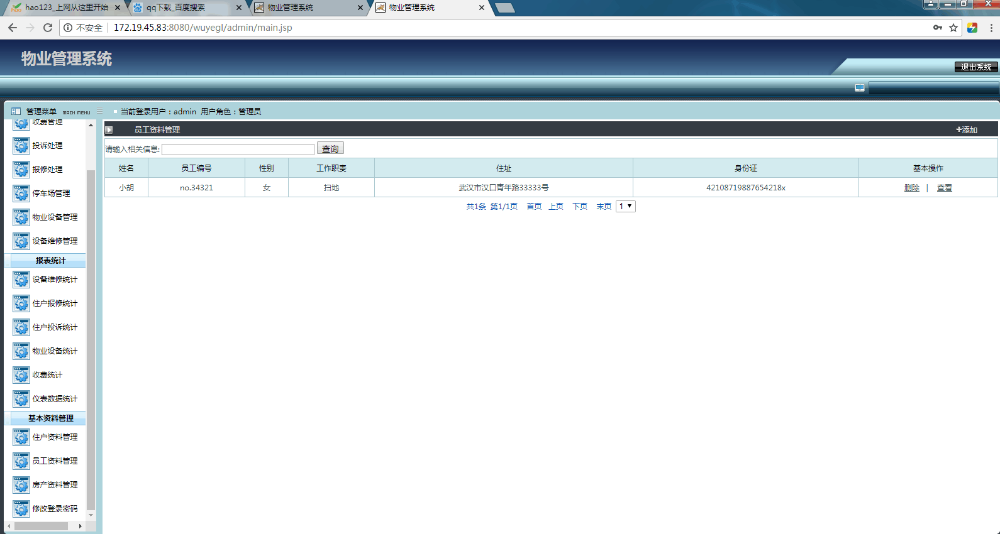 hao123_上网从这里开始
qq下载_百度搜索
物业管理系统
物业管理系统
不安全 172.19.45.83:8080/wuyegl/admin/main.jsp
物业管理系统
退出系统
管理菜单 MAIN MENU
当前登录用户：admin 用户角色：管理员
收费管理
投诉处理
报修处理
停车场管理
物业设备管理
设备维修管理
报表统计
设备维修统计
住户报修统计
住户投诉统计
物业设备统计
收费统计
仪表数据统计
基本资料管理
住户资料管理
员工资料管理
房产资料管理
修改登录密码
员工资料管理
✚添加
请输入相关信息: 查询
姓名 员工编号 性别 工作职责 住址 身份证 基本操作
小胡 no.34321 女 扫地 武汉市汉口青年路33333号 42108719887654218x 删除 | 查看
共1条 第1/1页 首页 上页 下页 末页 1